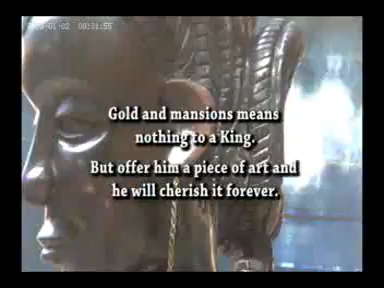 Gold and mansions means
nothing to a King.
But offer him a piece of art and
he will cherish it forever.